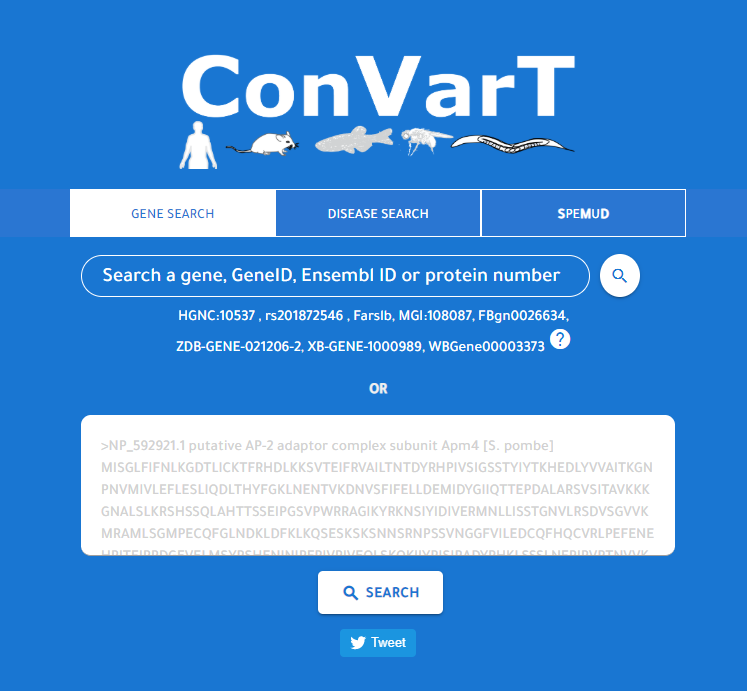 ConVarT
GENE SEARCH
DISEASE SEARCH
SPEMUD
Search a gene, GeneID, Ensembl ID or protein number
HGNC:10537 , rs201872546 , Farslb, MGI:108087, FBgn0026634,
ZDB-GENE-021206-2, XB-GENE-1000989, WBGene00003373 ?
OR
>NP_592921.1 putative AP-2 adaptor complex subunit Apm4 [S. pombe]
MISGLFIFNLKGDTLICKTFRHDLKKSVTEIFRVAILTNTDYRHPIVSIGSSTYIYTKHEDLYVVAITKGN
PNVMIVLEFLESLIQDLTHYFGKLNENTVKDNVSFIFELLDEMIDYGIIQTTEPDALARSVSITAVKKK
GNALSLKRSHSSQLAHTTSSEIPGSVPWRRAGIKYRKNSIYIDIVERMNLLISSTGNVLRSDVSGVVK
MRAMLSGMPECQFGLNDKLDFKLKQSESKSKSNNSRNPSSVNGGFVILEDCQFHQCVRLPEFENE
SEARCH
Tweet